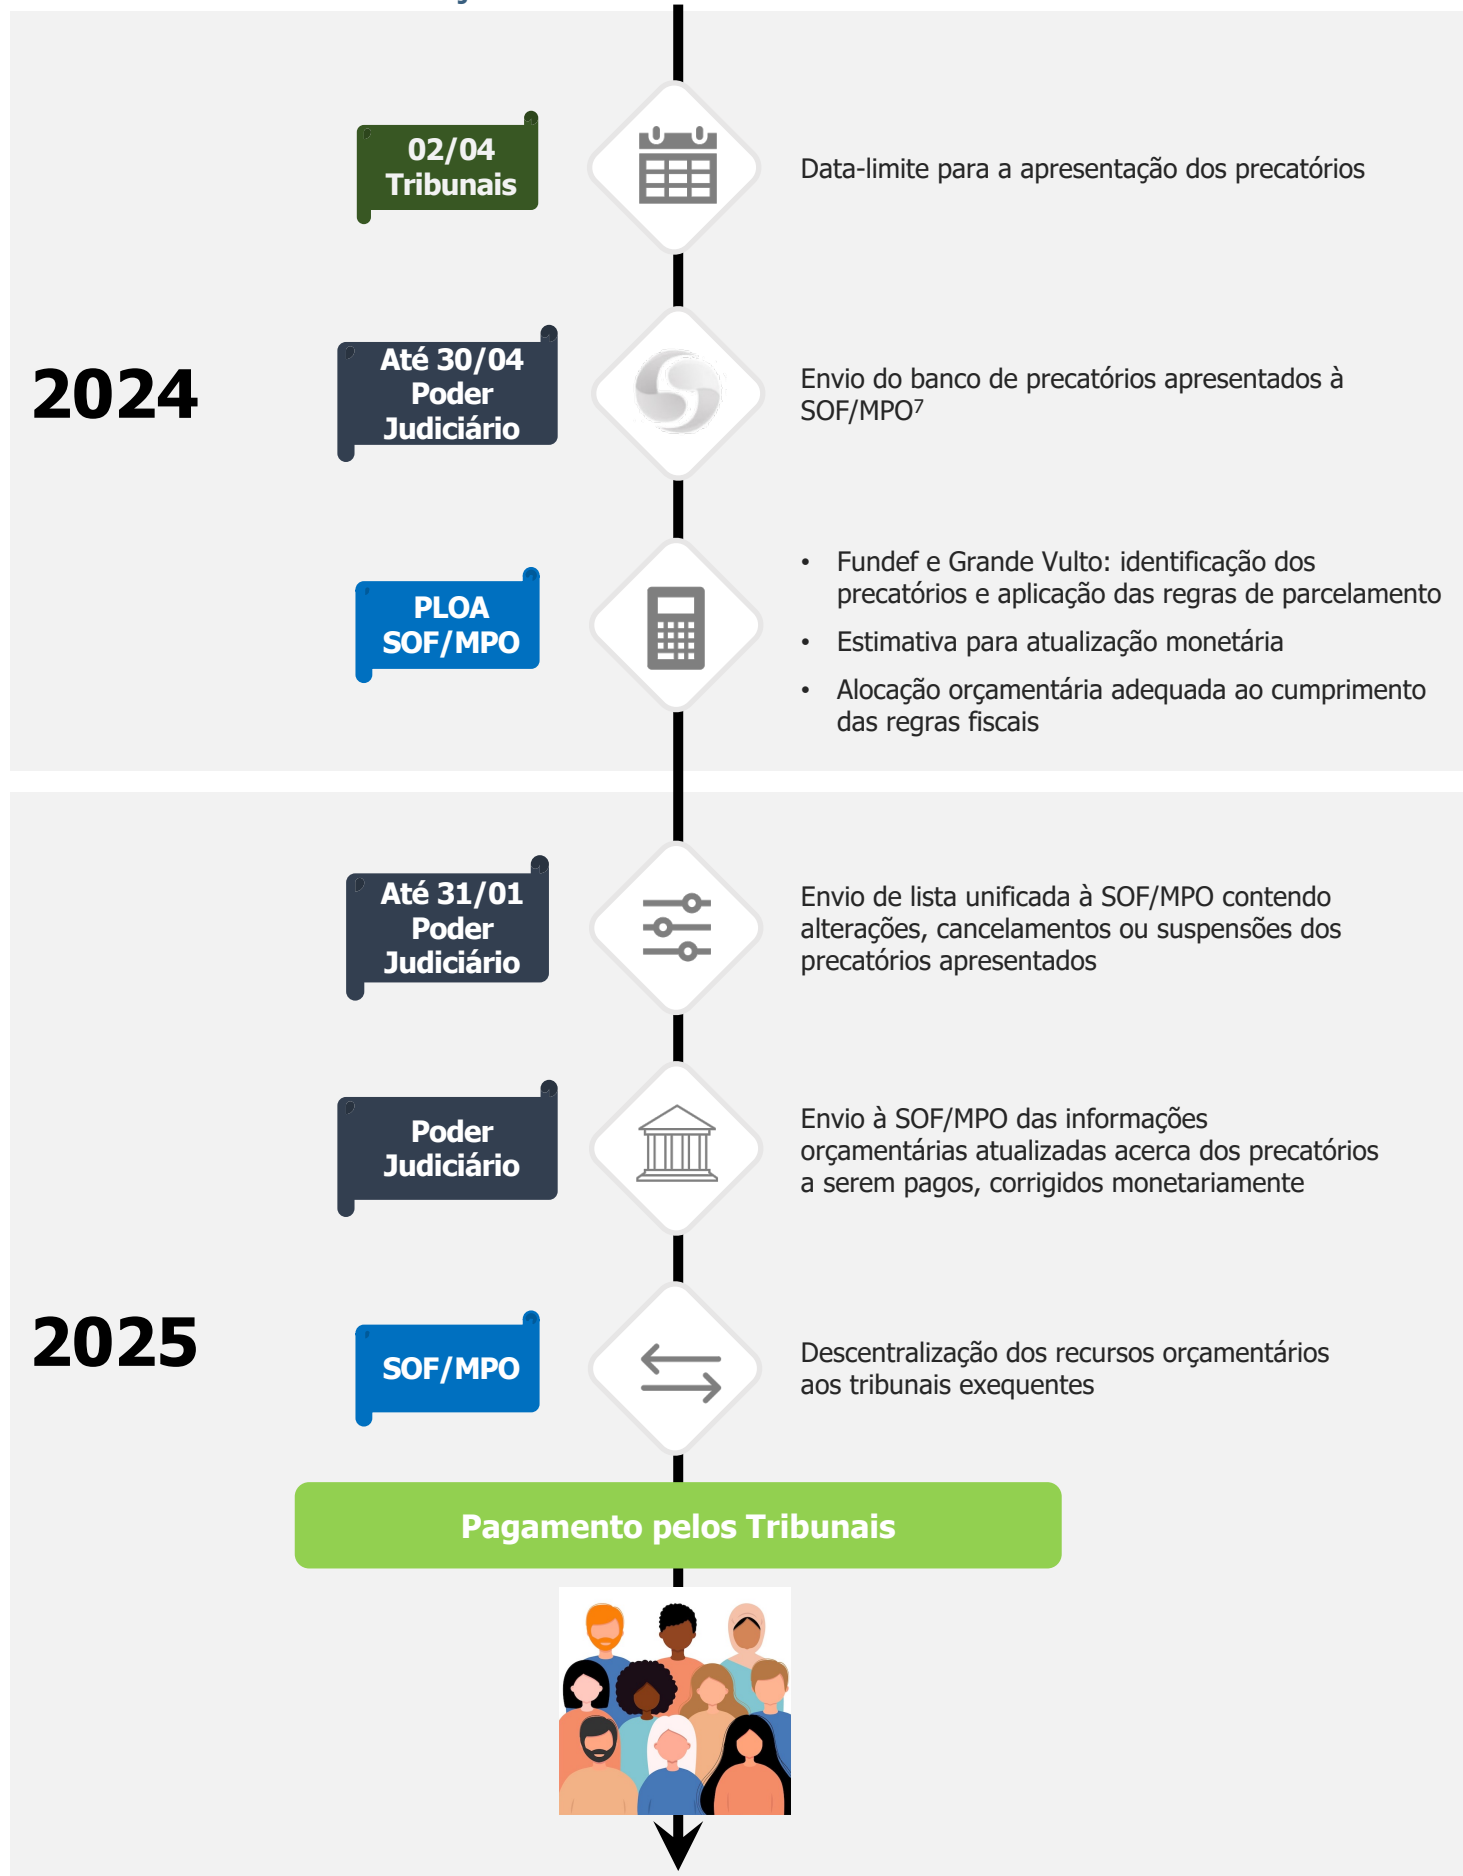 02/04
Tribunais
Data-limite para a apresentação dos precatórios
2024
Até 30/04
Poder
Judiciário
Envio do banco de precatórios apresentados à
SOF/MPO⁷
PLOA
SOF/MPO
• Fundef e Grande Vulto: identificação dos
precatórios e aplicação das regras de parcelamento
• Estimativa para atualização monetária
• Alocação orçamentária adequada ao cumprimento
das regras fiscais
Até 31/01
Poder
Judiciário
Envio de lista unificada à SOF/MPO contendo
alterações, cancelamentos ou suspensões dos
precatórios apresentados
Poder
Judiciário
Envio à SOF/MPO das informações
orçamentárias atualizadas acerca dos precatórios
a serem pagos, corrigidos monetariamente
2025
SOF/MPO
Descentralização dos recursos orçamentários
aos tribunais exequentes
Pagamento pelos Tribunais